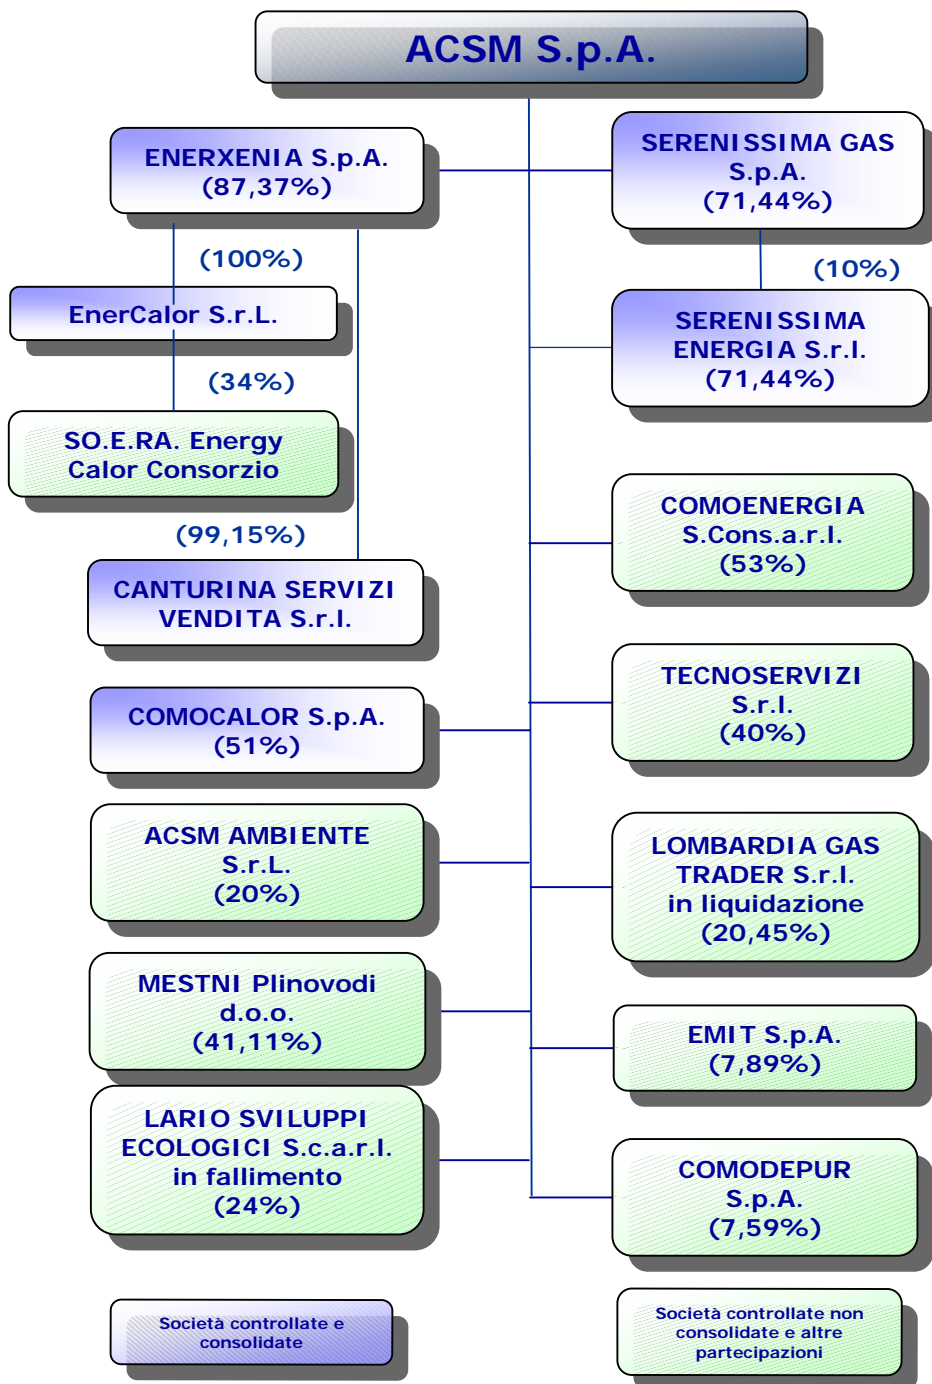 ACSM S.p.A.
ENERXENIA S.p.A.
(87,37%)
SERENISSIMA GAS
S.p.A.
(71,44%)
(100%)
(10%)
EnerCalor S.r.L.
SERENISSIMA
ENERGIA S.r.l.
(71,44%)
(34%)
SO.E.RA. Energy
Calor Consorzio
(99,15%)
COMOENERGIA
S.Cons.a.r.l.
(53%)
CANTURINA SERVIZI
VENDITA S.r.l.
TECNOSERVIZI
S.r.l.
(40%)
COMOCALOR S.p.A.
(51%)
ACSM AMBIENTE
S.r.L.
(20%)
LOMBARDIA GAS
TRADER S.r.l.
in liquidazione
(20,45%)
MESTNI Plinovodi
d.o.o.
(41,11%)
EMIT S.p.A.
(7,89%)
LARIO SVILUPPI
ECOLOGICI S.c.a.r.l.
in fallimento
(24%)
COMODEPUR
S.p.A.
(7,59%)
Società controllate e
consolidate
Società controllate non
consolidate e altre
partecipazioni